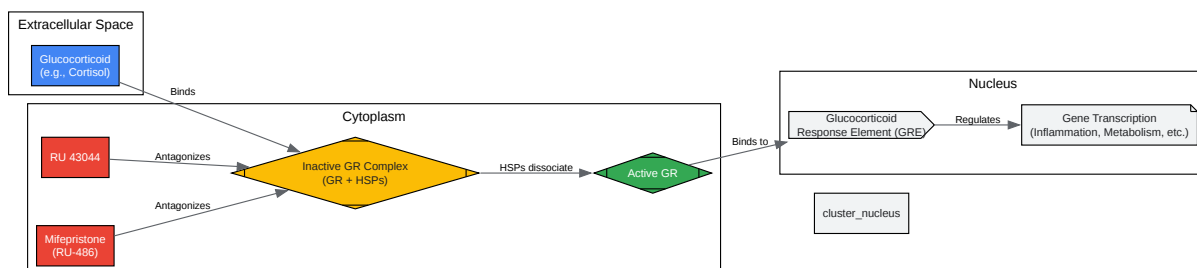 Extracellular Space
Glucocorticoid
(e.g., Cortisol)
Binds
Cytoplasm
RU 43044
Antagonizes
Mifepristone
(RU-486)
Antagonizes
Inactive GR Complex
(GR + HSPs)
HSPs dissociate
Active GR
Binds to
Nucleus
Glucocorticoid
Response Element (GRE)
Regulates
Gene Transcription
(Inflammation, Metabolism, etc.)
cluster_nucleus